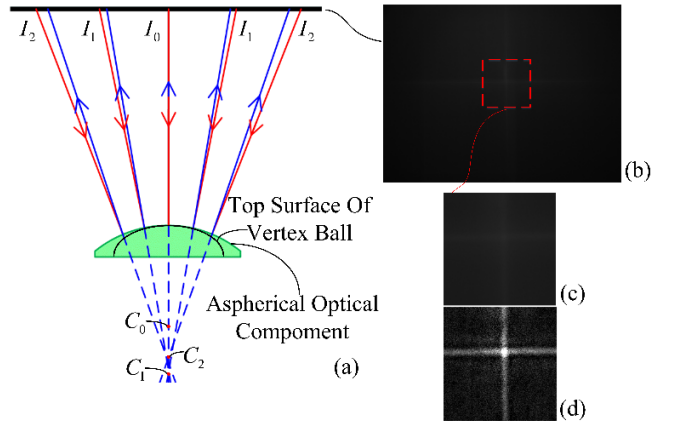 I2 I1 I0 I1 I2
(b)
Top Surface Of
Vertex Ball
(c)
Aspherical Optical
Compoment
C0
C2
C1
(a)
(d)